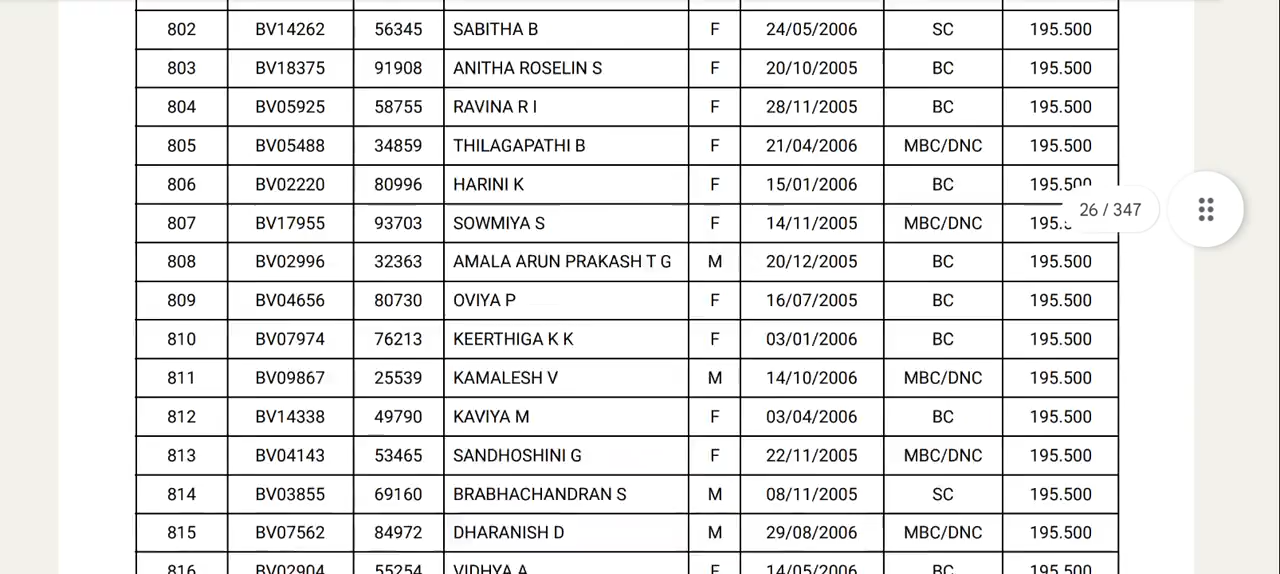 802 BV14262 56345 SABITHA B F 24/05/2006 SC 195.500
803 BV18375 91908 ANITHA ROSELIN S F 20/10/2005 BC 195.500
804 BV05925 58755 RAVINA R I F 28/11/2005 BC 195.500
805 BV05488 34859 THILAGAPATHI B F 21/04/2006 MBC/DNC 195.500
806 BV02220 80996 HARINI K F 15/01/2006 BC 195.500
26 / 347
807 BV17955 93703 SOWMIYA S F 14/11/2005 MBC/DNC 195.5
808 BV02996 32363 AMALA ARUN PRAKASH T G M 20/12/2005 BC 195.500
809 BV04656 80730 OVIYA P F 16/07/2005 BC 195.500
810 BV07974 76213 KEERTHIGA K K F 03/01/2006 BC 195.500
811 BV09867 25539 KAMALESH V M 14/10/2006 MBC/DNC 195.500
812 BV14338 49790 KAVIYA M F 03/04/2006 BC 195.500
813 BV04143 53465 SANDHOSHINI G F 22/11/2005 MBC/DNC 195.500
814 BV03855 69160 BRABHACHANDRAN S M 08/11/2005 SC 195.500
815 BV07562 84972 DHARANISH D M 29/08/2006 MBC/DNC 195.500
816 BV02904 55254 VIDHYA A F 14/05/2006 BC 195.500